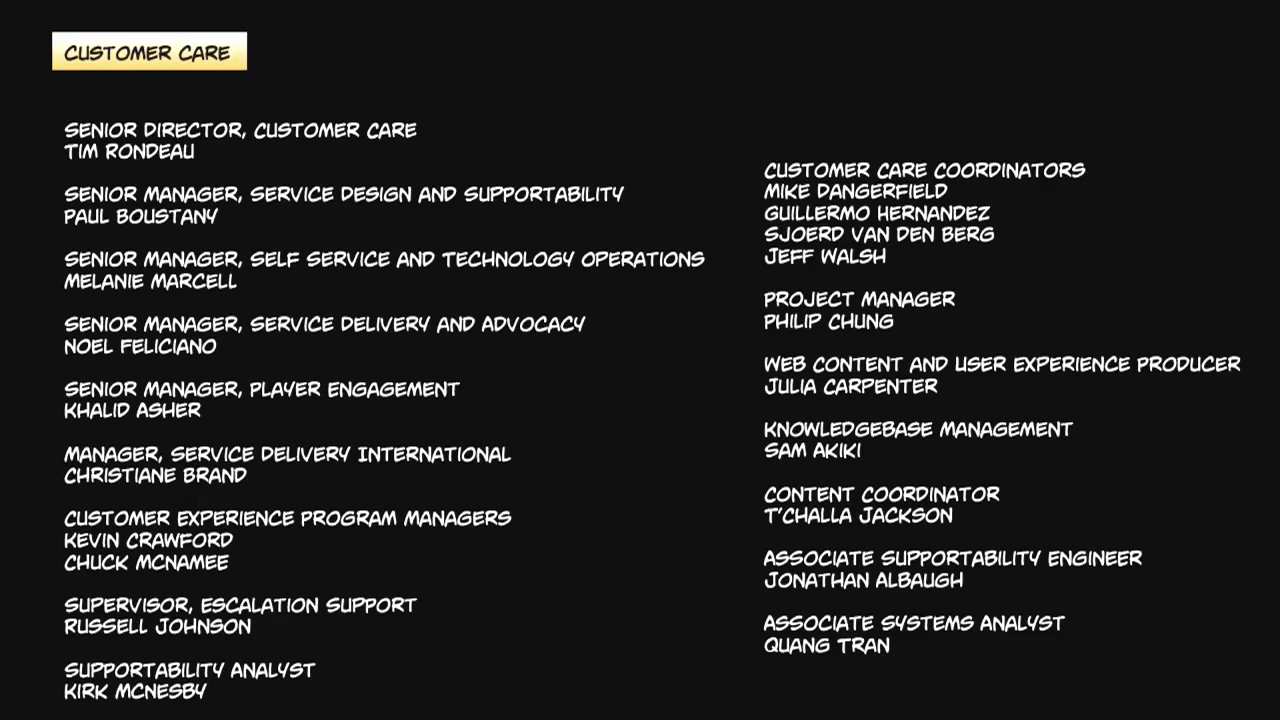 CUSTOMER CARE
SENIOR DIRECTOR, CUSTOMER CARE
TIM RONDEAU
SENIOR MANAGER, SERVICE DESIGN AND SUPPORTABILITY
PAUL BOUSTANY
SENIOR MANAGER, SELF SERVICE AND TECHNOLOGY OPERATIONS
MELANIE MARCELL
SENIOR MANAGER, SERVICE DELIVERY AND ADVOCACY
NOEL FELICIANO
SENIOR MANAGER, PLAYER ENGAGEMENT
KHALID ASHER
MANAGER, SERVICE DELIVERY INTERNATIONAL
CHRISTIANE BRAND
CUSTOMER EXPERIENCE PROGRAM MANAGERS
KEVIN CRAWFORD
CHUCK MCNAMEE
SUPERVISOR, ESCALATION SUPPORT
RUSSELL JOHNSON
SUPPORTABILITY ANALYST
KIRK MCNESBY
CUSTOMER CARE COORDINATORS
MIKE DANGERFIELD
GUILLERMO HERNANDEZ
SJOERD VAN DEN BERG
JEFF WALSH
PROJECT MANAGER
PHILIP CHUNG
WEB CONTENT AND USER EXPERIENCE PRODUCER
JULIA CARPENTER
KNOWLEDGEBASE MANAGEMENT
SAM AKIKI
CONTENT COORDINATOR
T'CHALLA JACKSON
ASSOCIATE SUPPORTABILITY ENGINEER
JONATHAN ALBAUGH
ASSOCIATE SYSTEMS ANALYST
QUANG TRAN